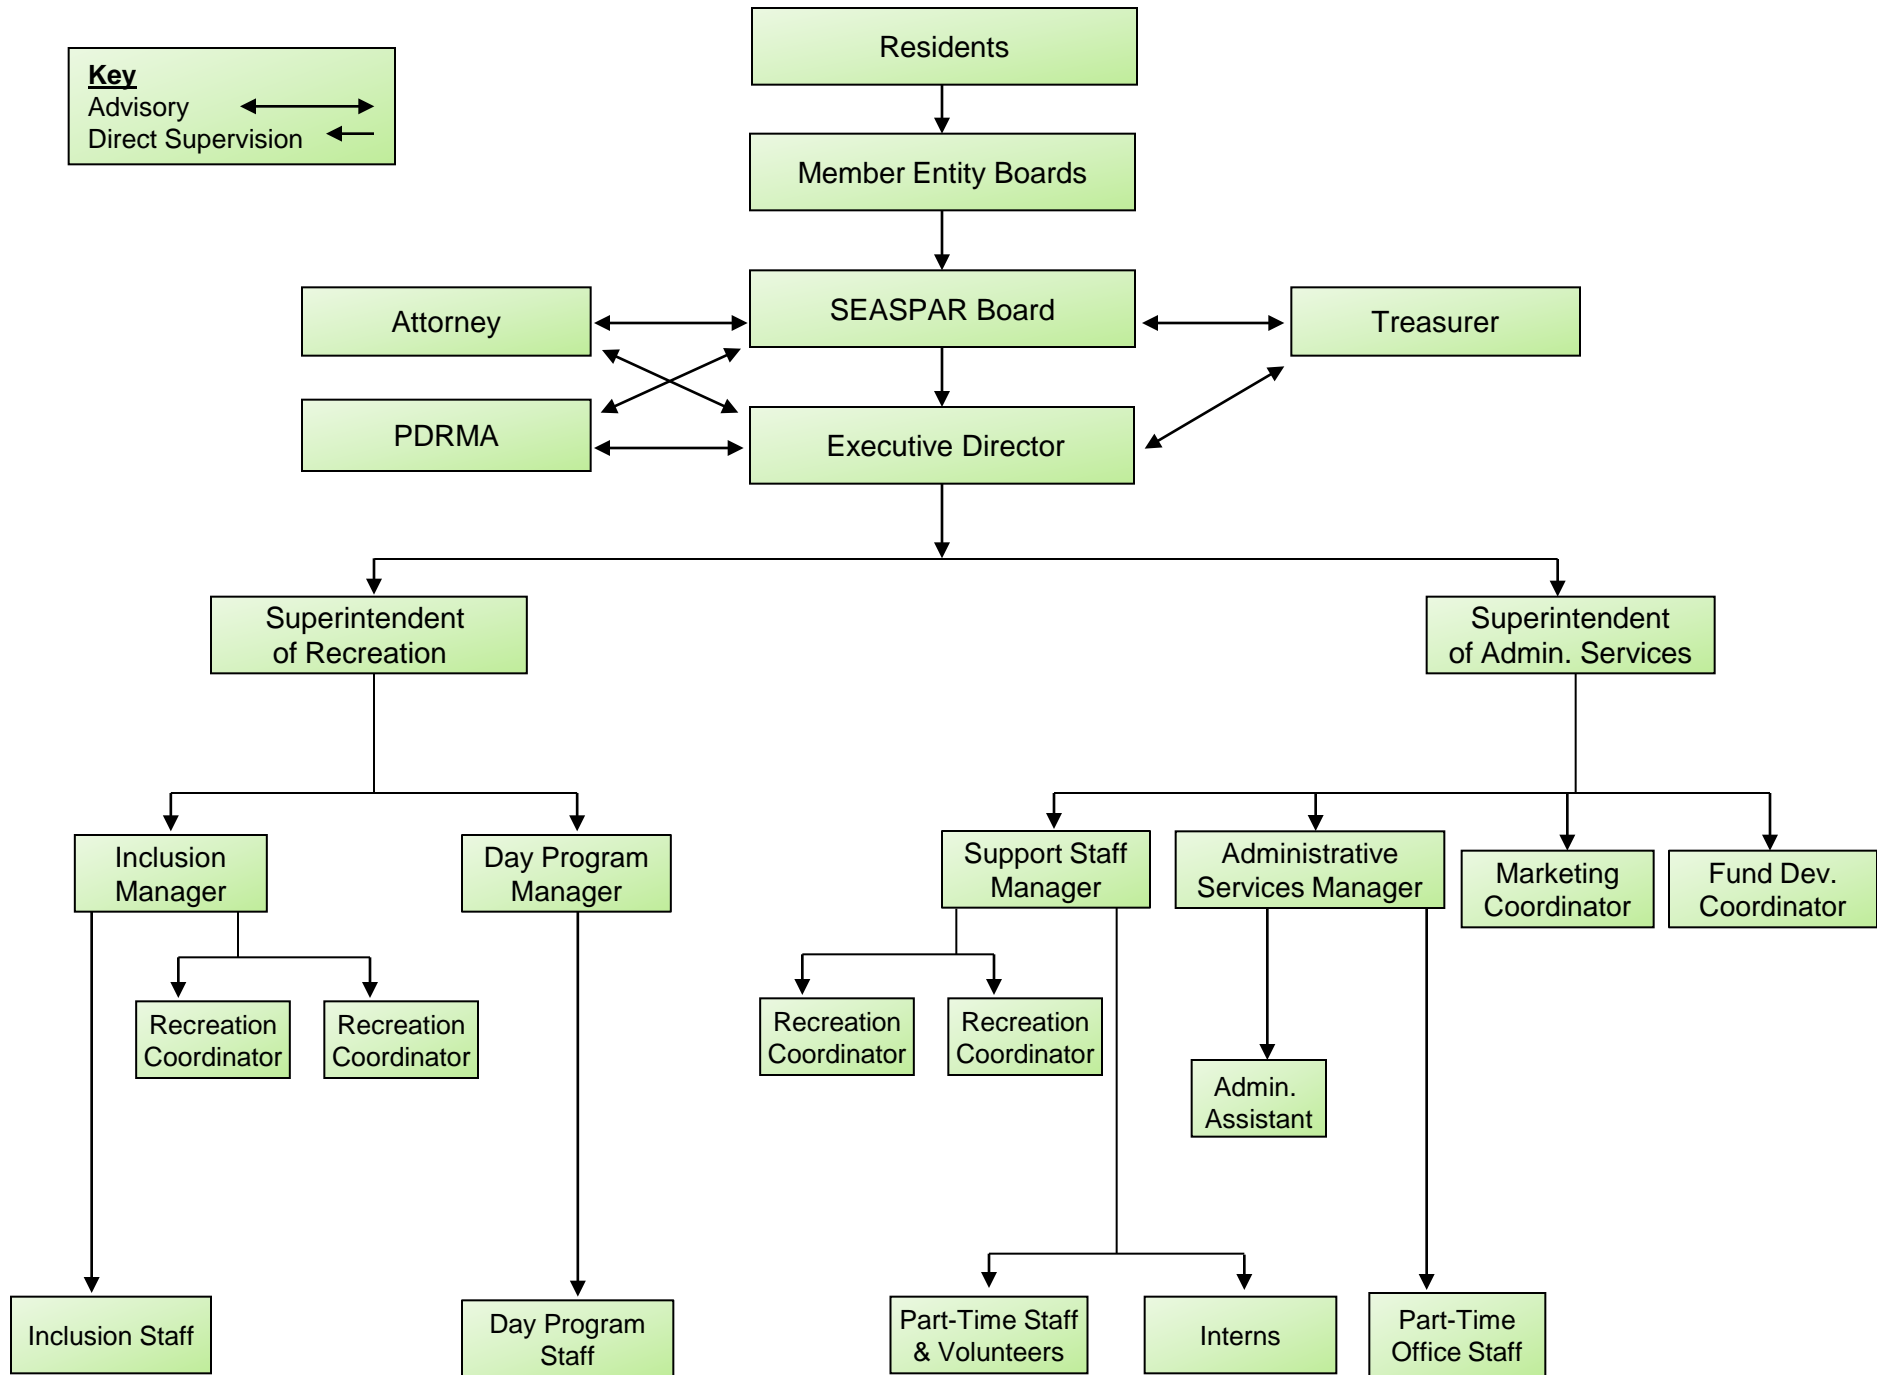 Residents
Key
Advisory
Direct Supervision
Member Entity Boards
Attorney
SEASPAR Board
Treasurer
PDRMA
Executive Director
Superintendent
of Recreation
Superintendent
of Admin. Services
Inclusion
Manager
Day Program
Manager
Support Staff
Manager
Administrative
Services Manager
Marketing
Coordinator
Fund Dev.
Coordinator
Recreation
Coordinator
Recreation
Coordinator
Recreation
Coordinator
Recreation
Coordinator
Admin.
Assistant
Inclusion Staff
Day Program
Staff
Part-Time Staff
& Volunteers
Interns
Part-Time
Office Staff